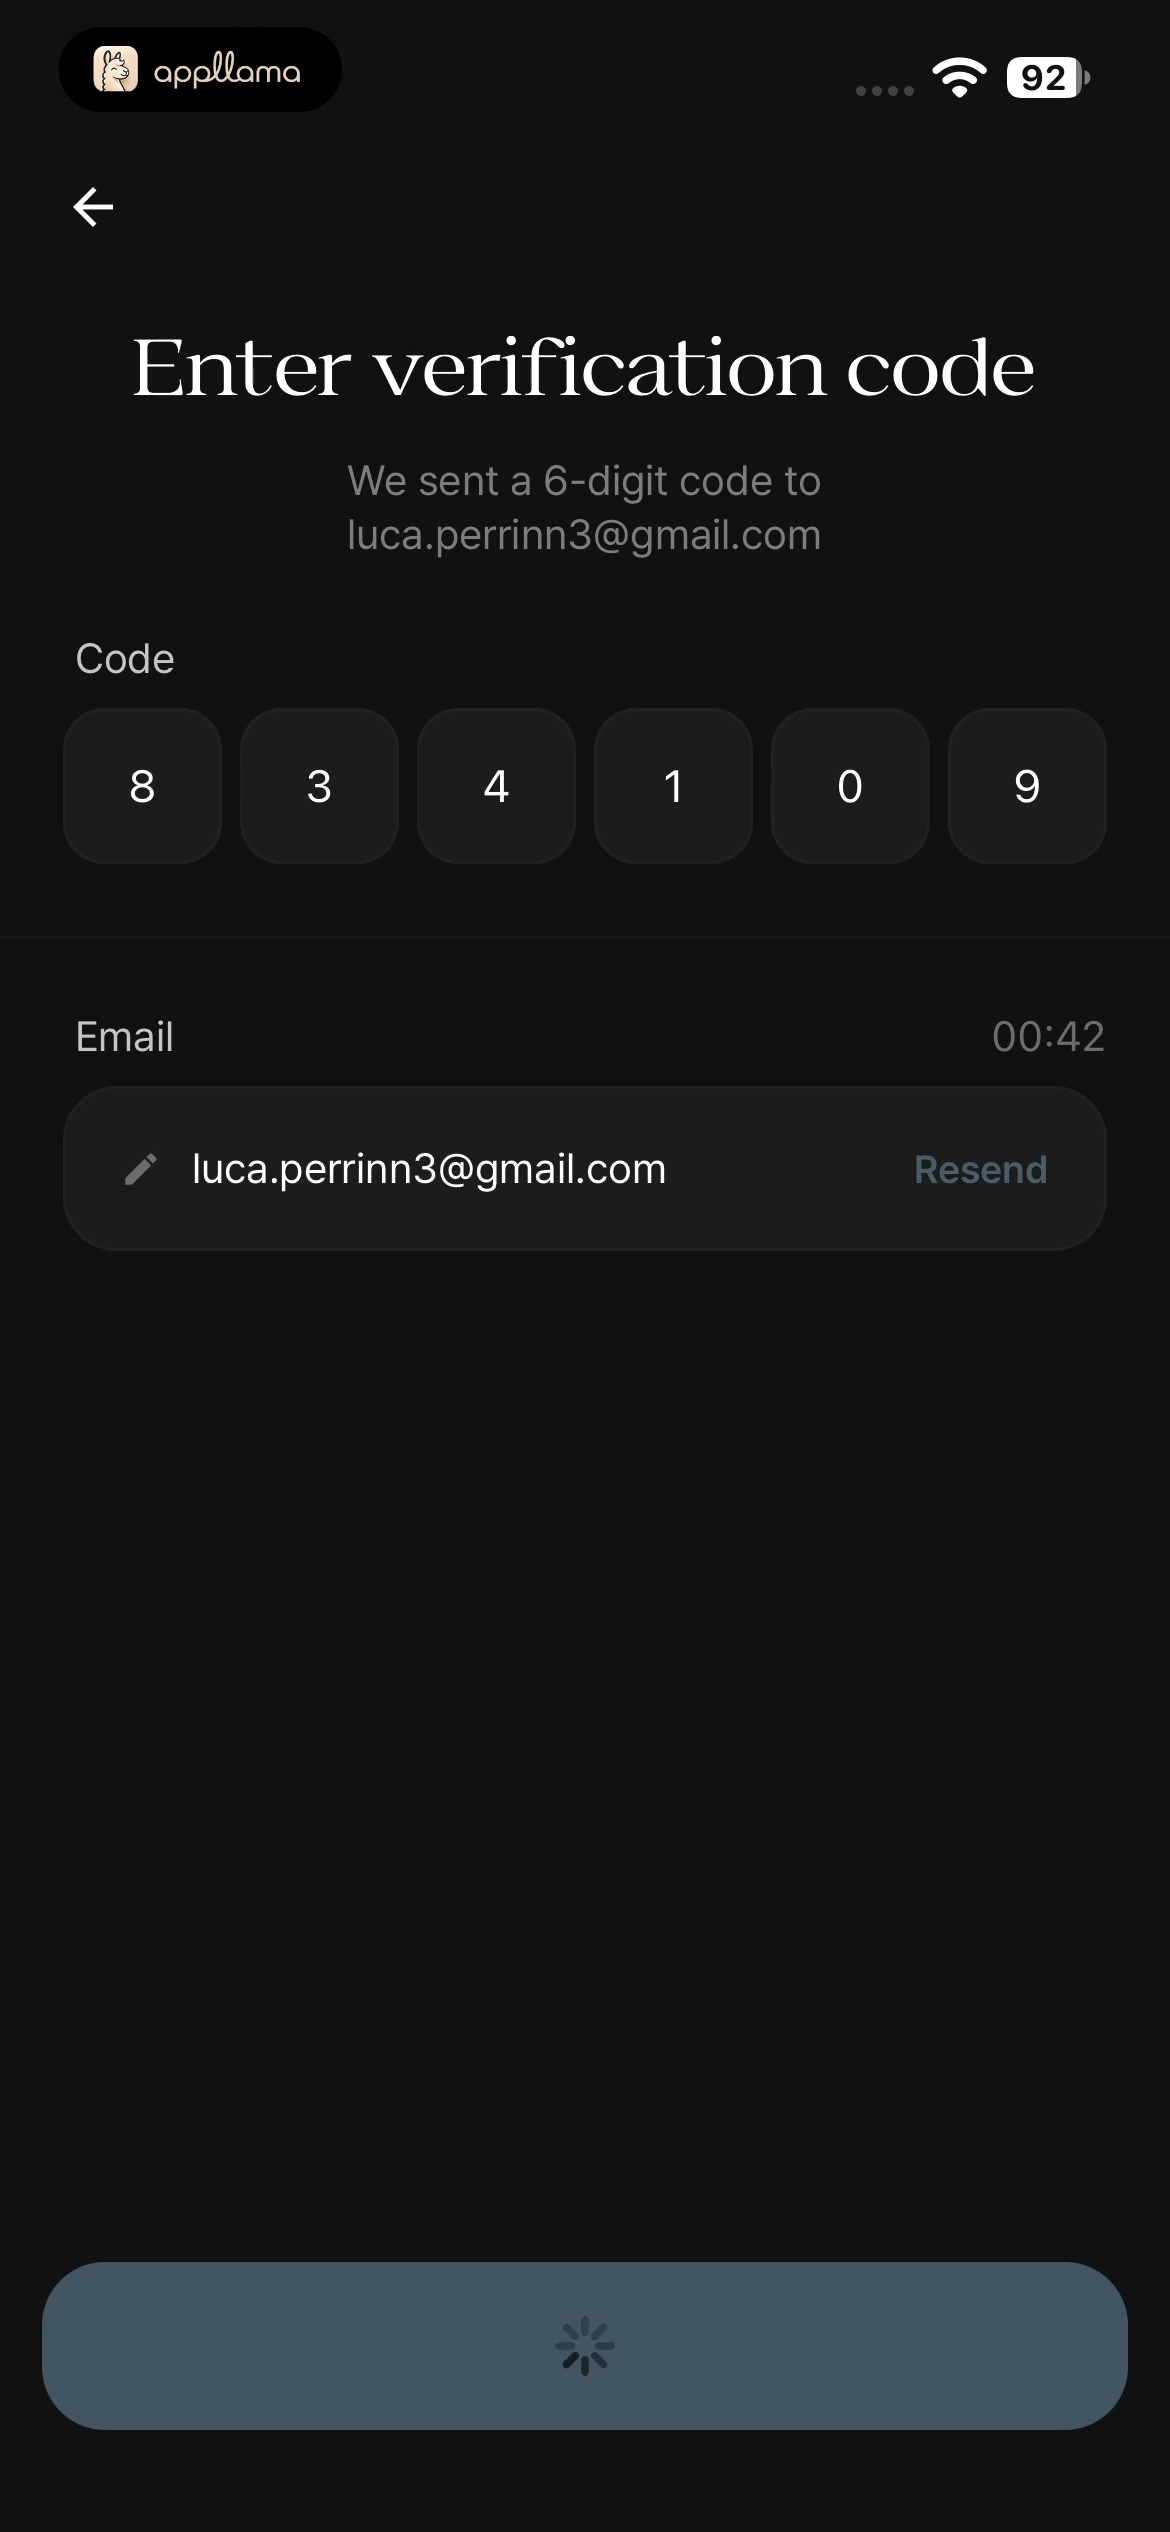 appllama
92
Enter verification code
We sent a 6-digit code to
luca.perrinn3@gmail.com
Code
8 3 4 1 0 9
Email 00:42
luca.perrinn3@gmail.com Resend